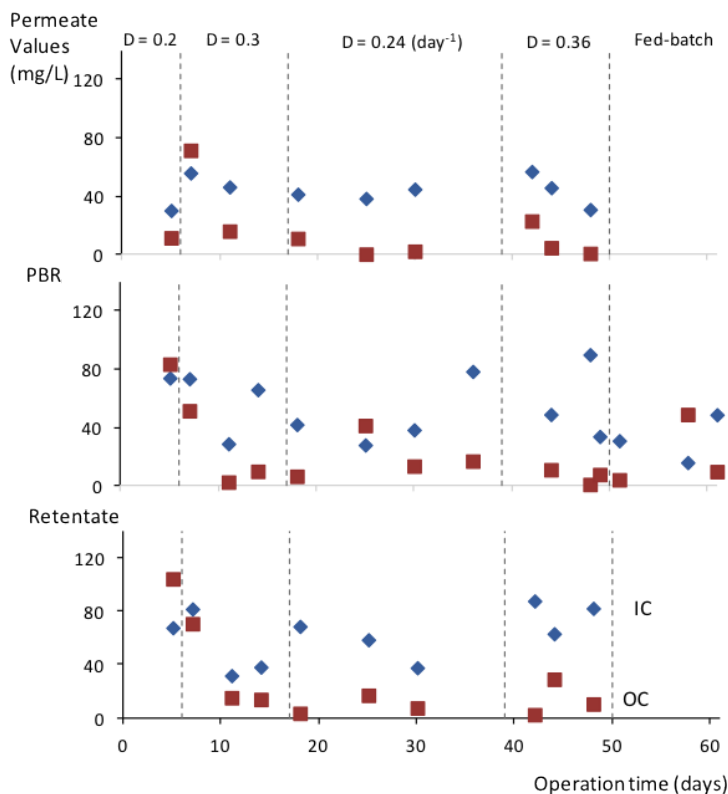 Permeate
Values
(mg/L)
D = 0.2
D = 0.3
D = 0.24 (day⁻¹)
D = 0.36
Fed-batch
120
80
40
0
PBR
120
80
40
0
Retentate
120
80
40
0
IC
OC
0
10
20
30
40
50
60
Operation time (days)